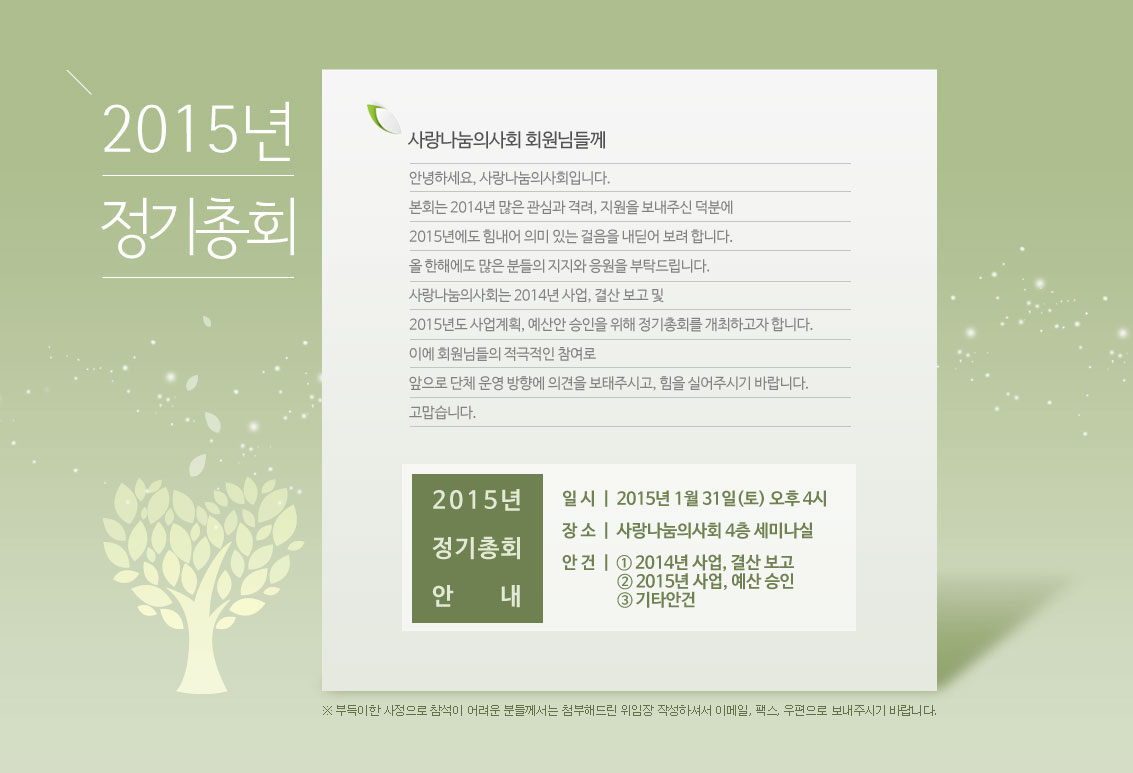 2015년
정기총회
사랑나눔의사회 회원님들께
안녕하세요, 사랑나눔의사회입니다.
본회는 2014년 많은 관심과 격려, 지원을 보내주신 덕분에
2015년에도 힘내어 의미 있는 걸음을 내딛어 보려 합니다.
올 한해에도 많은 분들의 지지와 응원을 부탁드립니다.
사랑나눔의사회는 2014년 사업, 결산 보고 및
2015년도 사업계획, 예산안 승인을 위해 정기총회를 개최하고자 합니다.
이에 회원님들의 적극적인 참여로
앞으로 단체 운영 방향에 의견을 보태주시고, 힘을 실어주시기 바랍니다.
고맙습니다.
2015년
정기총회
안 내
일 시 | 2015년 1월 31일(토) 오후 4시
장 소 | 사랑나눔의사회 4층 세미나실
안 건 | ① 2014년 사업, 결산 보고
② 2015년 사업, 예산 승인
③ 기타안건
※ 부득이한 사정으로 참석이 어려운 분들께서는 첨부해드린 위임장 작성하셔서 이메일, 팩스, 우편으로 보내주시기 바랍니다.